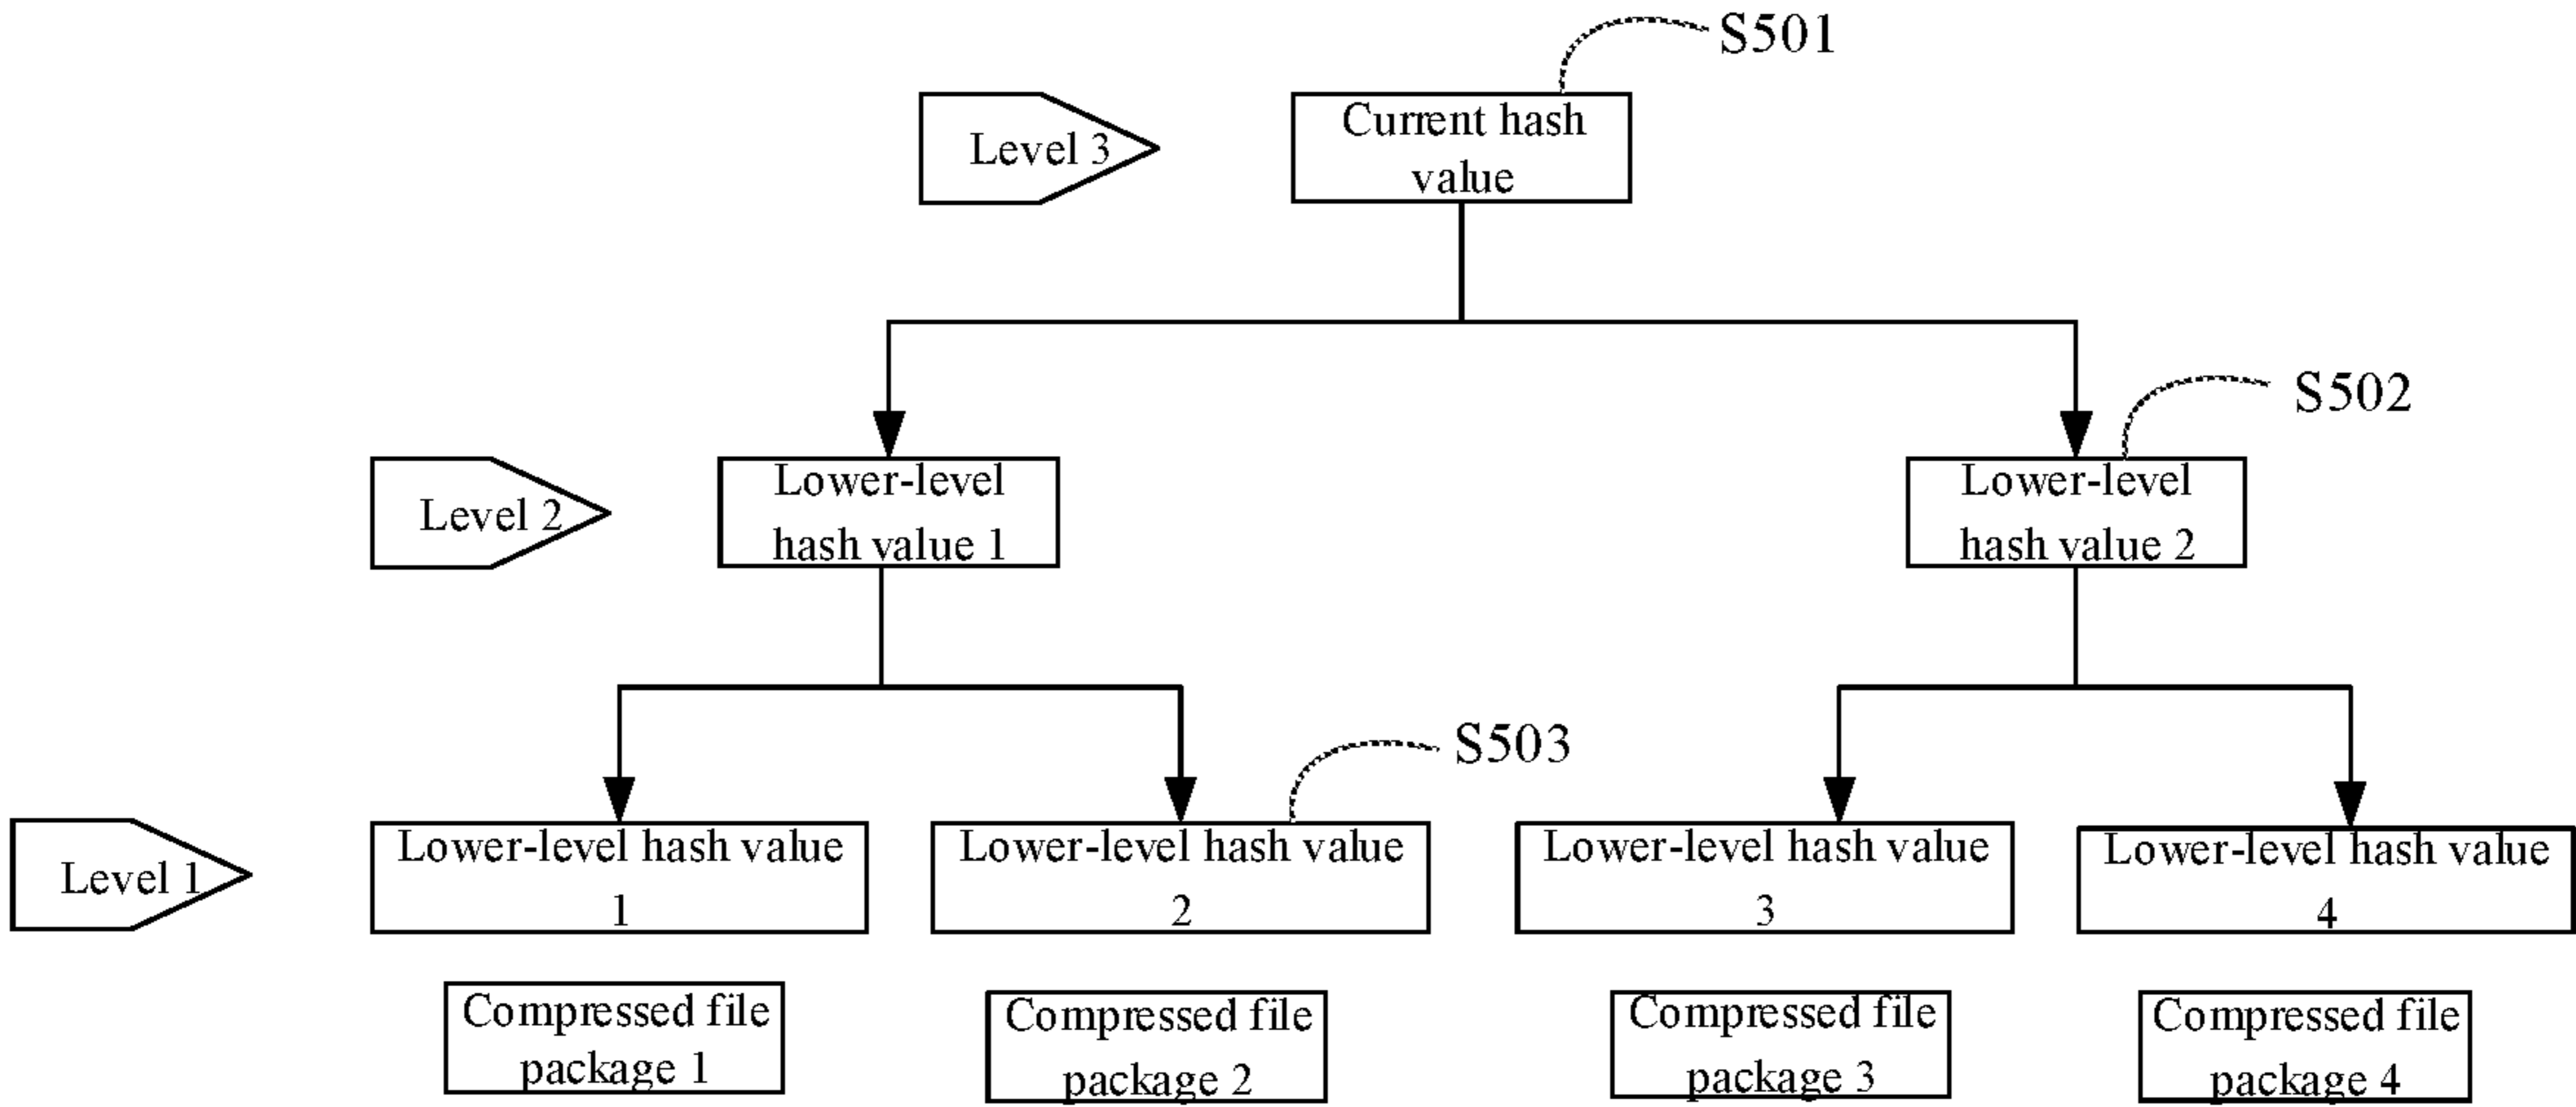 S501
Level 3
Current hash
value
S502
Level 2
Lower-level
hash value 1
Lower-level
hash value 2
S503
Level 1
Lower-level hash value
1
Lower-level hash value
2
Lower-level hash value
3
Lower-level hash value
4
Compressed file
package 1
Compressed file
package 2
Compressed file
package 3
Compressed file
package 4